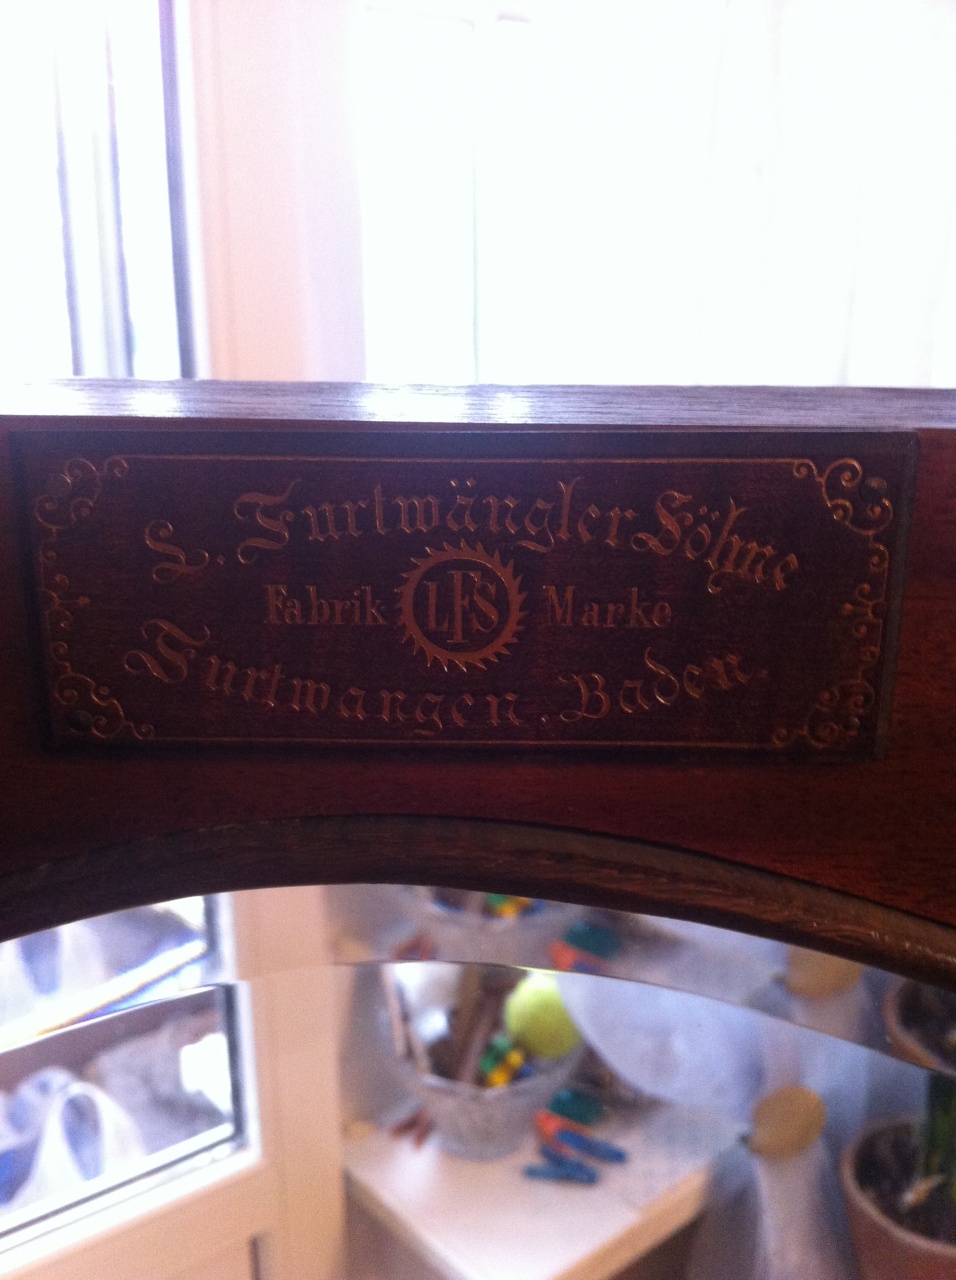 L. Furtwängler Söhne
Fabrik LFS Marke
Furtwangen. Baden.